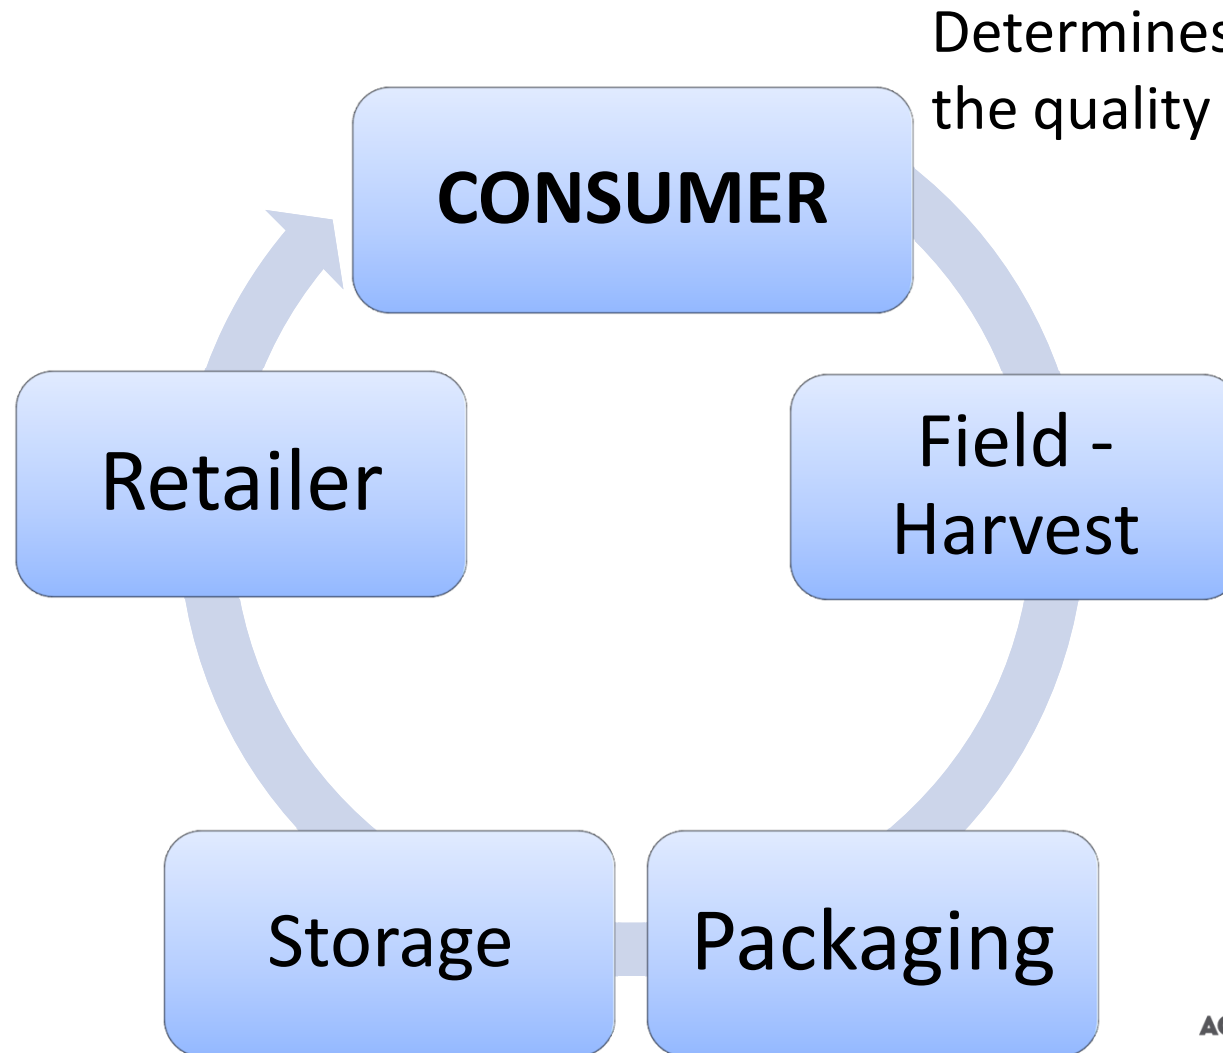 Determines
the quality
CONSUMER
Field -
Harvest
Retailer
Storage
Packaging